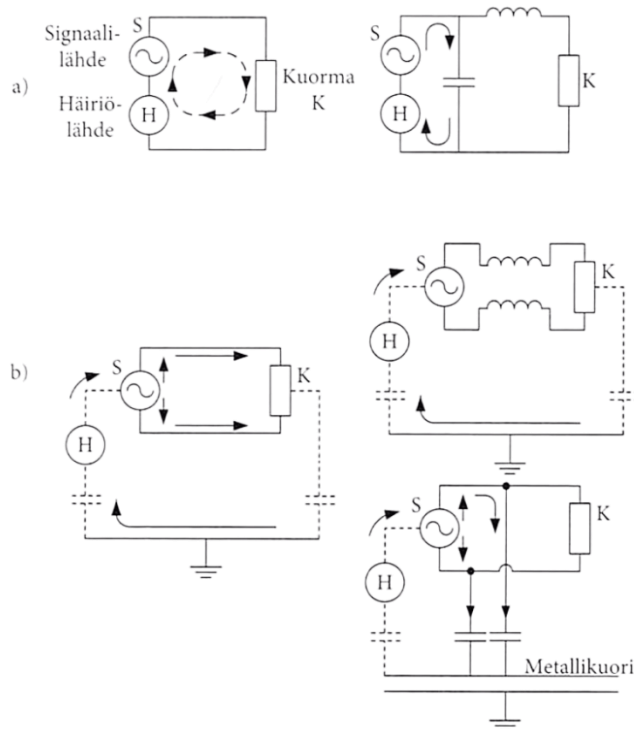 a)
Signaali-
lähde
S
Häiriö-
lähde
H
Kuorma
K
S
H
K
b)
S
K
H
S
K
H
S
K
H
Metallikuori